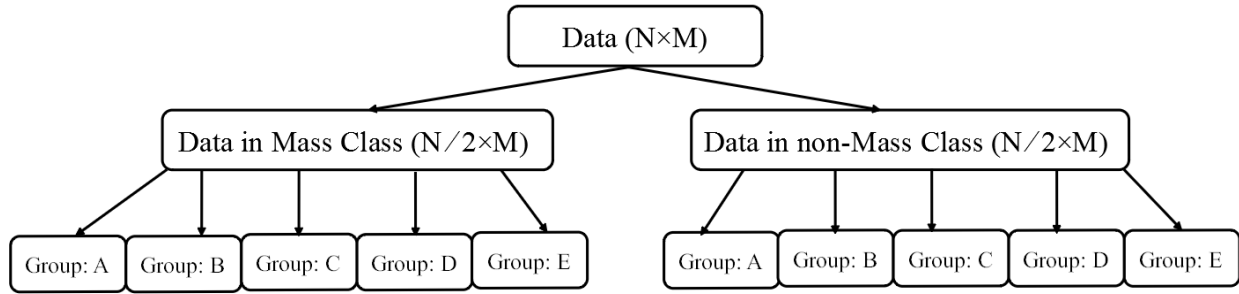 Data (N×M)
Data in Mass Class (N/2×M)
Data in non-Mass Class (N/2×M)
Group: A
Group: B
Group: C
Group: D
Group: E
Group: A
Group: B
Group: C
Group: D
Group: E